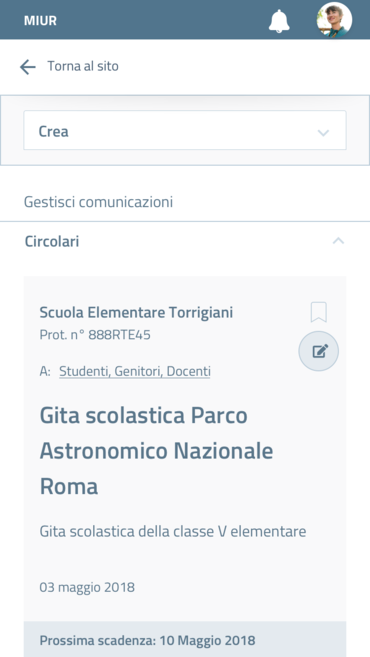 MIUR
Torna al sito
Crea
Gestisci comunicazioni
Circolari
Scuola Elementare Torrigiani
Prot. n° 888RTE45
A: Studenti, Genitori, Docenti
Gita scolastica Parco
Astronomico Nazionale
Roma
Gita scolastica della classe V elementare
03 maggio 2018
Prossima scadenza: 10 Maggio 2018